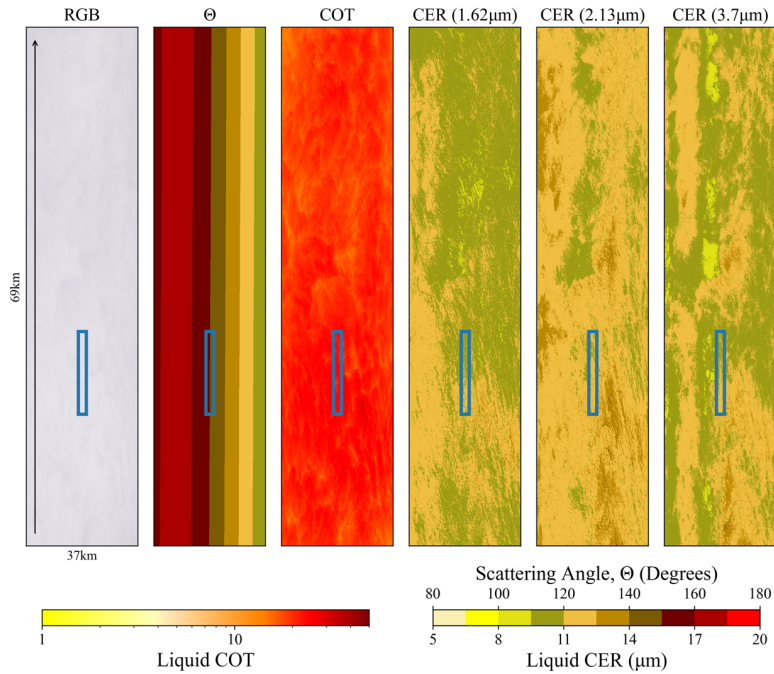 RGB Θ COT CER (1.62μm) CER (2.13μm) CER (3.7μm)
69km
37km
Scattering Angle, Θ (Degrees)
80 100 120 140 160 180
1 10
5 8 11 14 17 20
Liquid COT
Liquid CER (μm)